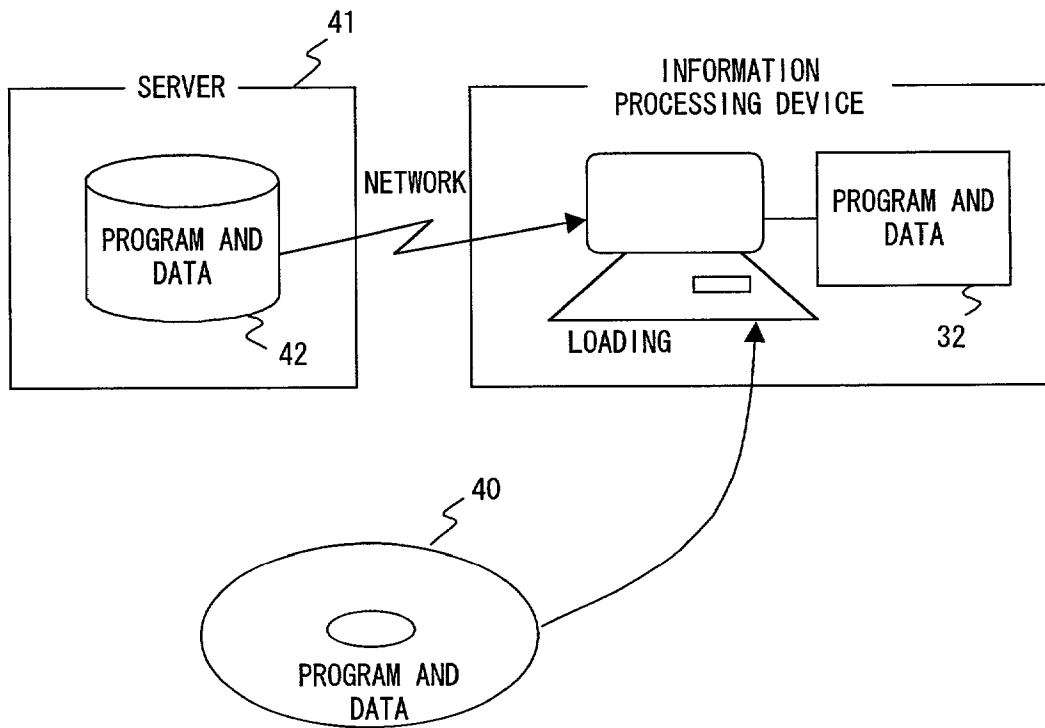 41
SERVER
INFORMATION
PROCESSING DEVICE
NETWORK
PROGRAM AND
DATA
PROGRAM AND
DATA
42
LOADING
32
40
PROGRAM AND
DATA